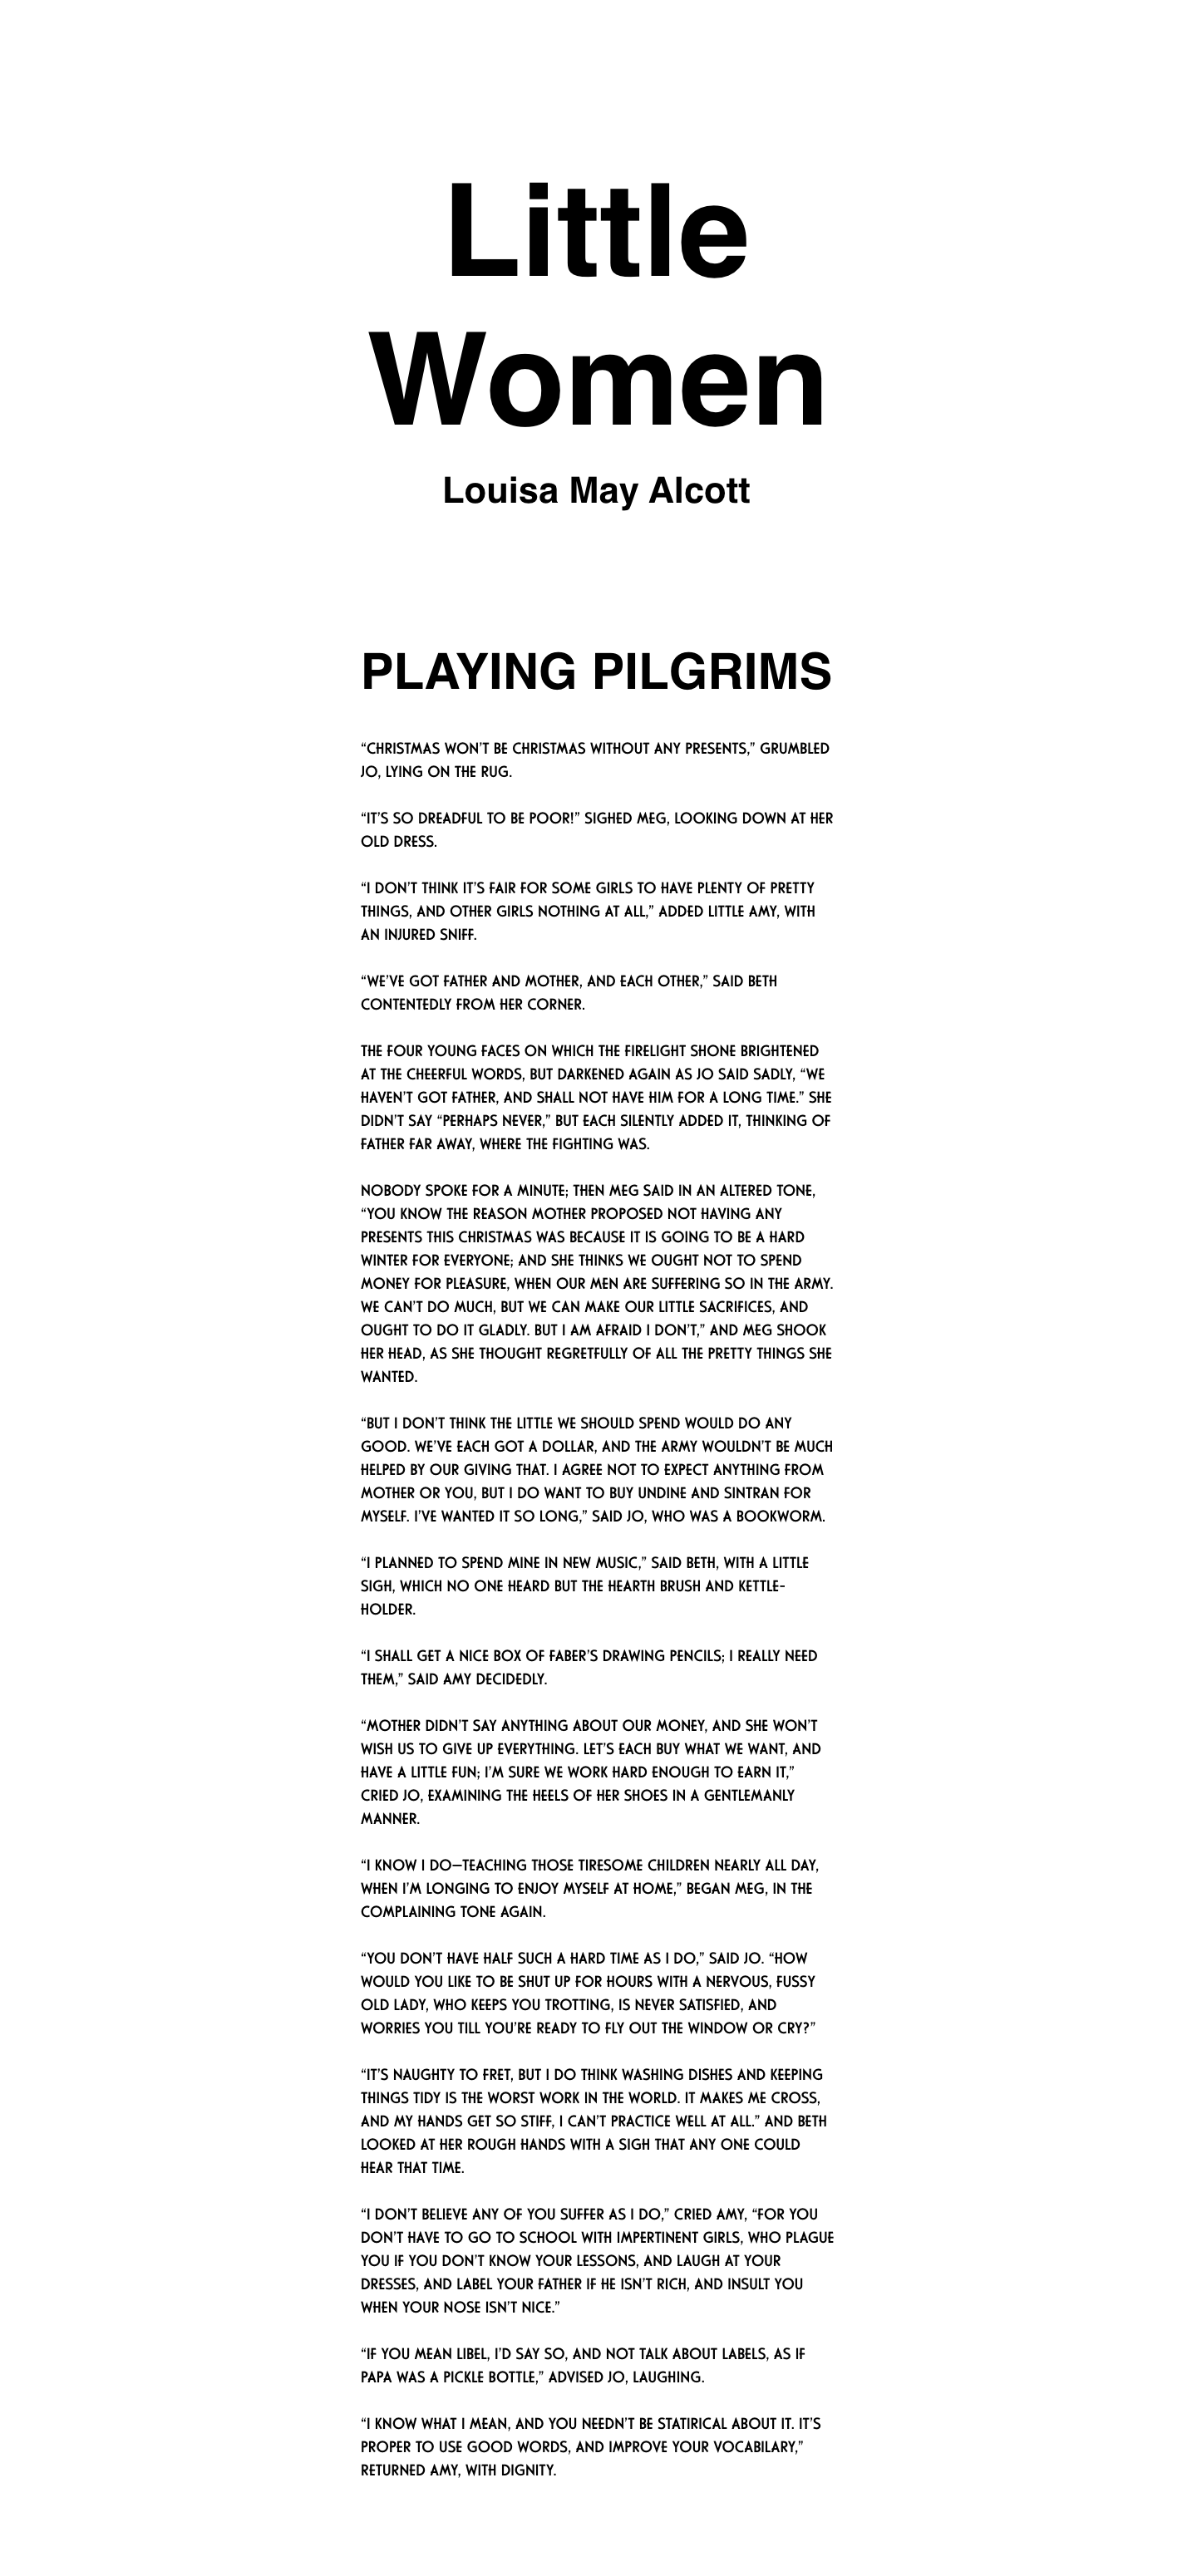 Little
Women
Louisa May Alcott
PLAYING PILGRIMS
“CHRISTMAS WON’T BE CHRISTMAS WITHOUT ANY PRESENTS,” GRUMBLED
JO, LYING ON THE RUG.
“IT’S SO DREADFUL TO BE POOR!” SIGHED MEG, LOOKING DOWN AT HER
OLD DRESS.
“I DON’T THINK IT’S FAIR FOR SOME GIRLS TO HAVE PLENTY OF PRETTY
THINGS, AND OTHER GIRLS NOTHING AT ALL,” ADDED LITTLE AMY, WITH
AN INJURED SNIFF.
“WE’VE GOT FATHER AND MOTHER, AND EACH OTHER,” SAID BETH
CONTENTEDLY FROM HER CORNER.
THE FOUR YOUNG FACES ON WHICH THE FIRELIGHT SHONE BRIGHTENED
AT THE CHEERFUL WORDS, BUT DARKENED AGAIN AS JO SAID SADLY, “WE
HAVEN’T GOT FATHER, AND SHALL NOT HAVE HIM FOR A LONG TIME.” SHE
DIDN’T SAY “PERHAPS NEVER,” BUT EACH SILENTLY ADDED IT, THINKING OF
FATHER FAR AWAY, WHERE THE FIGHTING WAS.
NOBODY SPOKE FOR A MINUTE; THEN MEG SAID IN AN ALTERED TONE,
“YOU KNOW THE REASON MOTHER PROPOSED NOT HAVING ANY
PRESENTS THIS CHRISTMAS WAS BECAUSE IT IS GOING TO BE A HARD
WINTER FOR EVERYONE; AND SHE THINKS WE OUGHT NOT TO SPEND
MONEY FOR PLEASURE, WHEN OUR MEN ARE SUFFERING SO IN THE ARMY.
WE CAN’T DO MUCH, BUT WE CAN MAKE OUR LITTLE SACRIFICES, AND
OUGHT TO DO IT GLADLY. BUT I AM AFRAID I DON’T,” AND MEG SHOOK
HER HEAD, AS SHE THOUGHT REGRETFULLY OF ALL THE PRETTY THINGS SHE
WANTED.
“BUT I DON’T THINK THE LITTLE WE SHOULD SPEND WOULD DO ANY
GOOD. WE’VE EACH GOT A DOLLAR, AND THE ARMY WOULDN’T BE MUCH
HELPED BY OUR GIVING THAT. I AGREE NOT TO EXPECT ANYTHING FROM
MOTHER OR YOU, BUT I DO WANT TO BUY UNDINE AND SINTRAN FOR
MYSELF. I’VE WANTED IT SO LONG,” SAID JO, WHO WAS A BOOKWORM.
“I PLANNED TO SPEND MINE IN NEW MUSIC,” SAID BETH, WITH A LITTLE
SIGH, WHICH NO ONE HEARD BUT THE HEARTH BRUSH AND KETTLE-
HOLDER.
“I SHALL GET A NICE BOX OF FABER’S DRAWING PENCILS; I REALLY NEED
THEM,” SAID AMY DECIDEDLY.
“MOTHER DIDN’T SAY ANYTHING ABOUT OUR MONEY, AND SHE WON’T
WISH US TO GIVE UP EVERYTHING. LET’S EACH BUY WHAT WE WANT, AND
HAVE A LITTLE FUN; I’M SURE WE WORK HARD ENOUGH TO EARN IT,”
CRIED JO, EXAMINING THE HEELS OF HER SHOES IN A GENTLEMANLY
MANNER.
“I KNOW I DO—TEACHING THOSE TIRESOME CHILDREN NEARLY ALL DAY,
WHEN I’M LONGING TO ENJOY MYSELF AT HOME,” BEGAN MEG, IN THE
COMPLAINING TONE AGAIN.
“YOU DON’T HAVE HALF SUCH A HARD TIME AS I DO,” SAID JO. “HOW
WOULD YOU LIKE TO BE SHUT UP FOR HOURS WITH A NERVOUS, FUSSY
OLD LADY, WHO KEEPS YOU TROTTING, IS NEVER SATISFIED, AND
WORRIES YOU TILL YOU’RE READY TO FLY OUT THE WINDOW OR CRY?”
“IT’S NAUGHTY TO FRET, BUT I DO THINK WASHING DISHES AND KEEPING
THINGS TIDY IS THE WORST WORK IN THE WORLD. IT MAKES ME CROSS,
AND MY HANDS GET SO STIFF, I CAN’T PRACTICE WELL AT ALL.” AND BETH
LOOKED AT HER ROUGH HANDS WITH A SIGH THAT ANY ONE COULD
HEAR THAT TIME.
“I DON’T BELIEVE ANY OF YOU SUFFER AS I DO,” CRIED AMY, “FOR YOU
DON’T HAVE TO GO TO SCHOOL WITH IMPERTINENT GIRLS, WHO PLAGUE
YOU IF YOU DON’T KNOW YOUR LESSONS, AND LAUGH AT YOUR
DRESSES, AND LABEL YOUR FATHER IF HE ISN’T RICH, AND INSULT YOU
WHEN YOUR NOSE ISN’T NICE.”
“IF YOU MEAN LIBEL, I’D SAY SO, AND NOT TALK ABOUT LABELS, AS IF
PAPA WAS A PICKLE BOTTLE,” ADVISED JO, LAUGHING.
“I KNOW WHAT I MEAN, AND YOU NEEDN’T BE STATIRICAL ABOUT IT. IT’S
PROPER TO USE GOOD WORDS, AND IMPROVE YOUR VOCABILARY,”
RETURNED AMY, WITH DIGNITY.